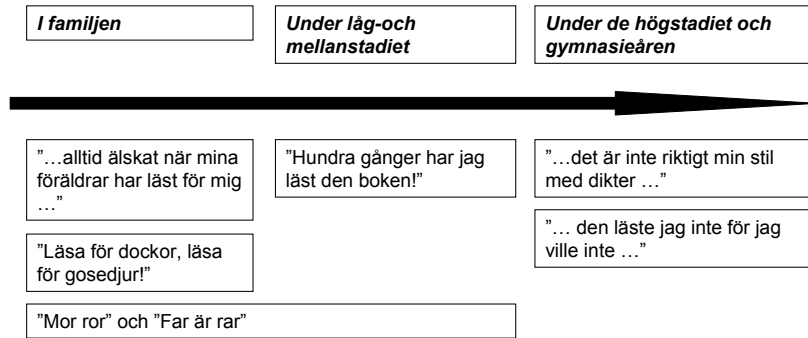 I familjen
Under låg-och
mellanstadiet
Under de högstadiet och
gymnasieåren
”…alltid älskat när mina
föräldrar har läst för mig
…”
”Hundra gånger har jag
läst den boken!”
”…det är inte riktigt min stil
med dikter …”
”Läsa för dockor, läsa
för gosedjur!”
”… den läste jag inte för jag
ville inte …”
”Mor ror” och ”Far är rar”